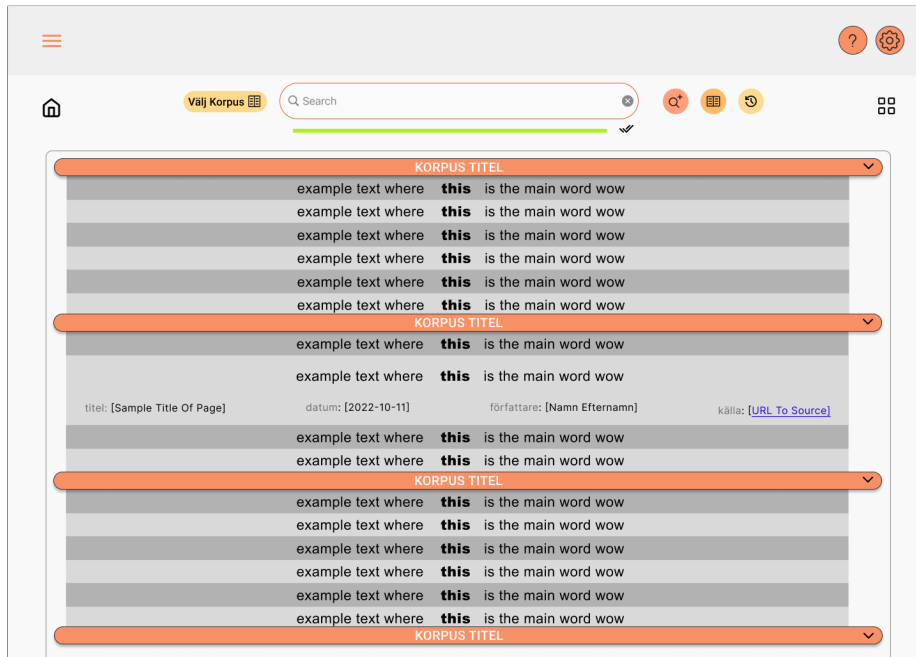 ?
Välj Korpus Search
KORPUS TITEL
example text where this is the main word wow
example text where this is the main word wow
example text where this is the main word wow
example text where this is the main word wow
example text where this is the main word wow
example text where this is the main word wow
KORPUS TITEL
example text where this is the main word wow
example text where this is the main word wow
titel: [Sample Title Of Page] datum: [2022-10-11] författare: [Namn Efternamn] källa: [URL To Source]
example text where this is the main word wow
example text where this is the main word wow
KORPUS TITEL
example text where this is the main word wow
example text where this is the main word wow
example text where this is the main word wow
example text where this is the main word wow
example text where this is the main word wow
example text where this is the main word wow
KORPUS TITEL